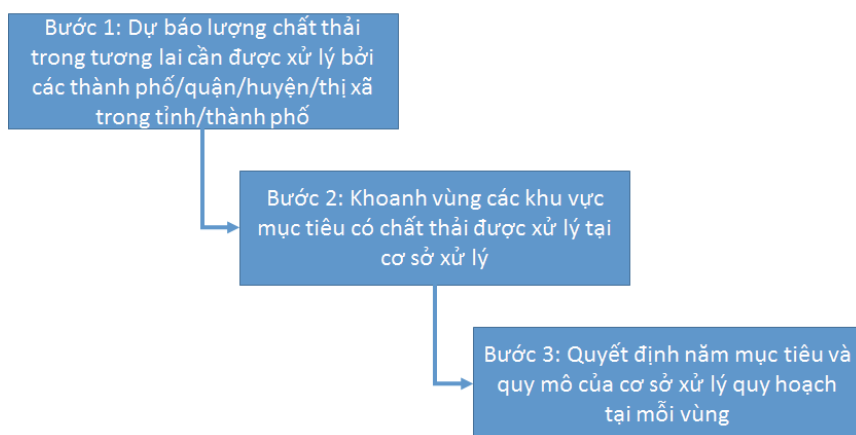 Bước 1: Dự báo lượng chất thải
trong tương lai cần được xử lý bởi
các thành phố/quận/huyện/thị xã
trong tỉnh/thành phố
Bước 2: Khoanh vùng các khu vực
mục tiêu có chất thải được xử lý tại
cơ sở xử lý
Bước 3: Quyết định năm mục tiêu và
quy mô của cơ sở xử lý quy hoạch
tại mỗi vùng